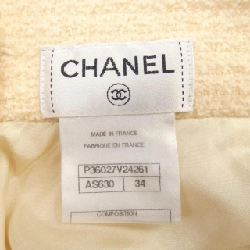 CHANEL
MADE IN FRANCE
FABRIQUE EN FRANCE
P36027V24261
AS630 34
COMPOSITION